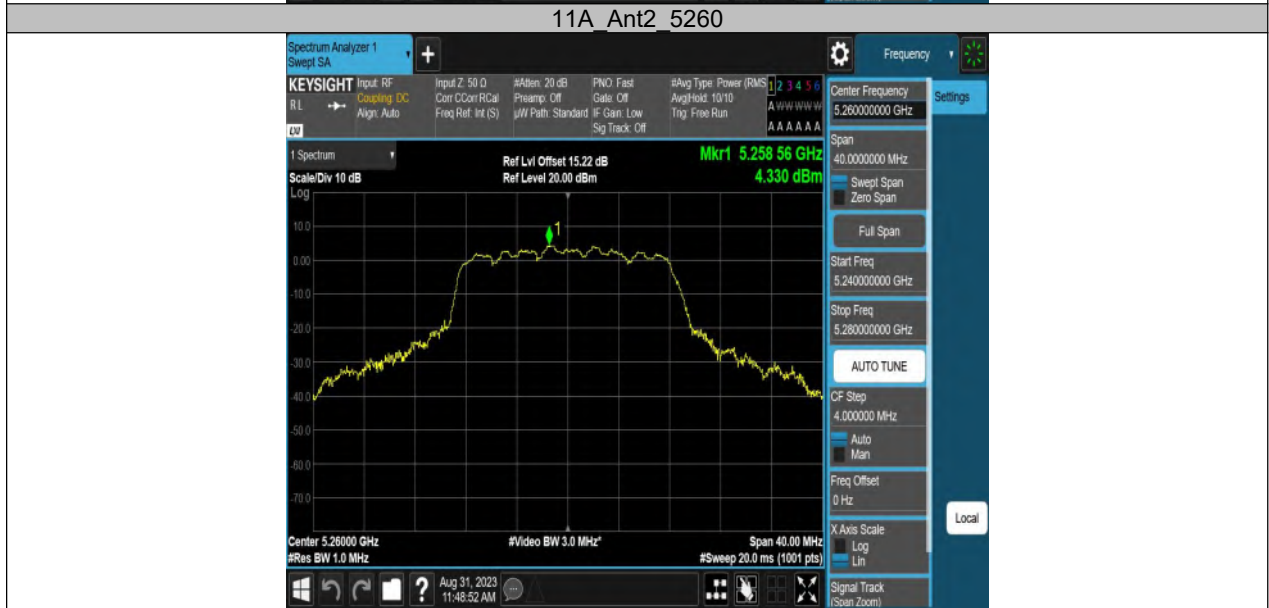 11A_Ant2_5260
Spectrum Analyzer 1
Swept SA
+
Frequency
KEYSIGHT
Input: RF
Input Z: 50 Ω
#Atten: 20 dB
PNO: Fast
#Avg Type: Power (RMS
1 2 3 4 5 6
RL
Coupling: DC
Corr CCorr RCal
Preamp: Off
Gate: Off
Avg|Hold: 10/10
A W W W W W
Align: Auto
Freq Ref: Int (S)
µW Path: Standard
IF Gain: Low
Trig: Free Run
Sig Track: Off
A A A A A A
LXI
1 Spectrum
Ref Lvl Offset 15.22 dB
Mkr1 5.258 56 GHz
Scale/Div 10 dB
Ref Level 20.00 dBm
4.330 dBm
Log
1
10.0
0.00
-10.0
-20.0
-30.0
-40.0
-50.0
-60.0
-70.0
Center 5.26000 GHz
#Video BW 3.0 MHz*
Span 40.00 MHz
#Res BW 1.0 MHz
#Sweep 20.0 ms (1001 pts)
Center Frequency
5.260000000 GHz
Settings
Span
40.0000000 MHz
Swept Span
Zero Span
Full Span
Start Freq
5.240000000 GHz
Stop Freq
5.280000000 GHz
AUTO TUNE
CF Step
4.000000 MHz
Auto
Man
Freq Offset
0 Hz
X Axis Scale
Log
Lin
Local
Signal Track
(Span Zoom)
?
Aug 31, 2023
11:48:52 AM